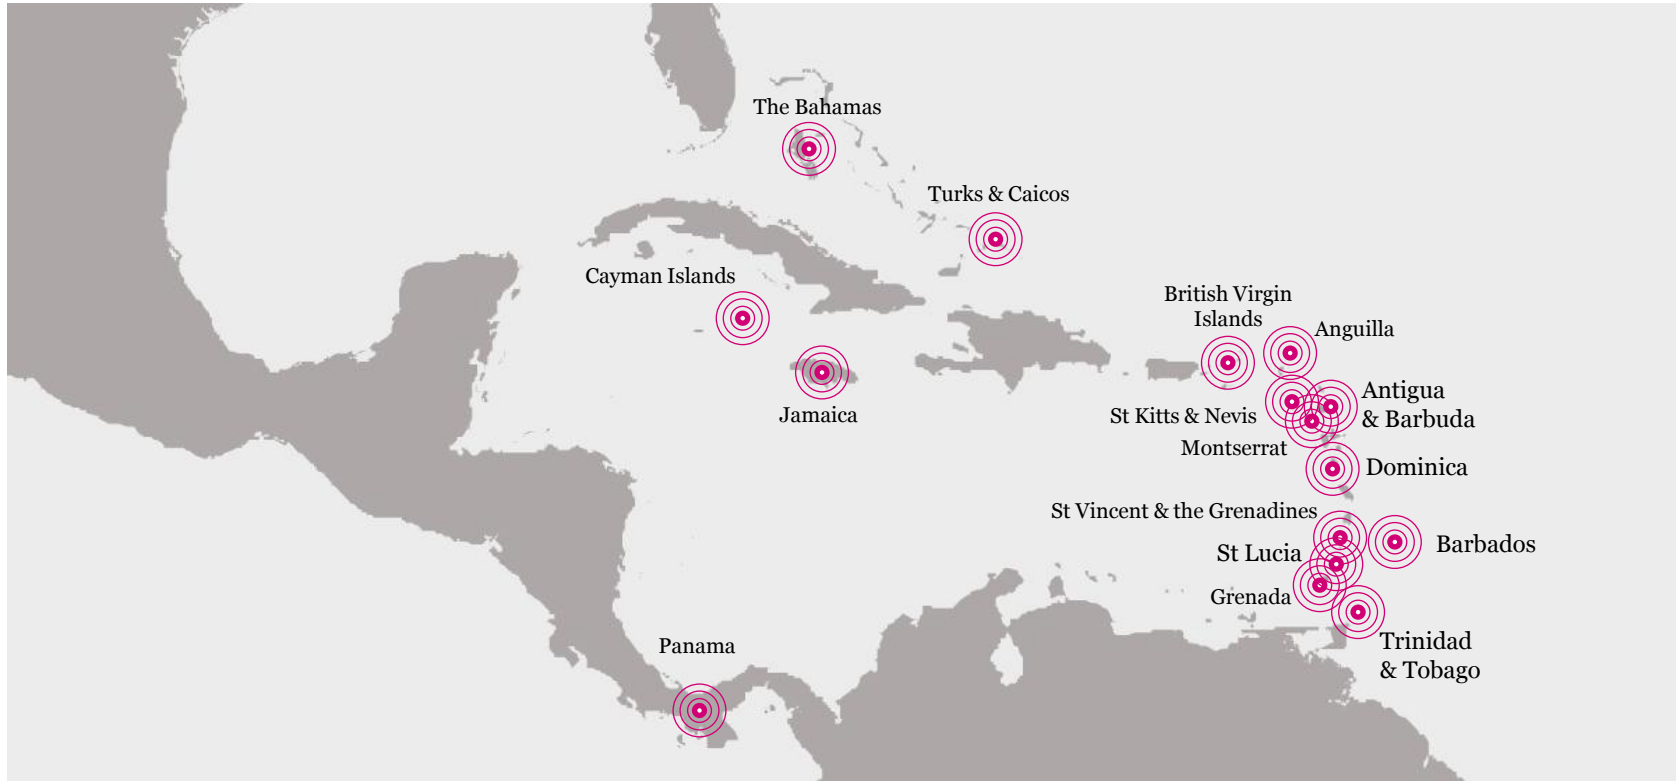 The Bahamas
Turks & Caicos
Cayman Islands
British Virgin
Islands
Anguilla
Jamaica
St Kitts & Nevis
Antigua
& Barbuda
Montserrat
Dominica
St Vincent & the Grenadines
St Lucia
Barbados
Grenada
Trinidad
& Tobago
Panama